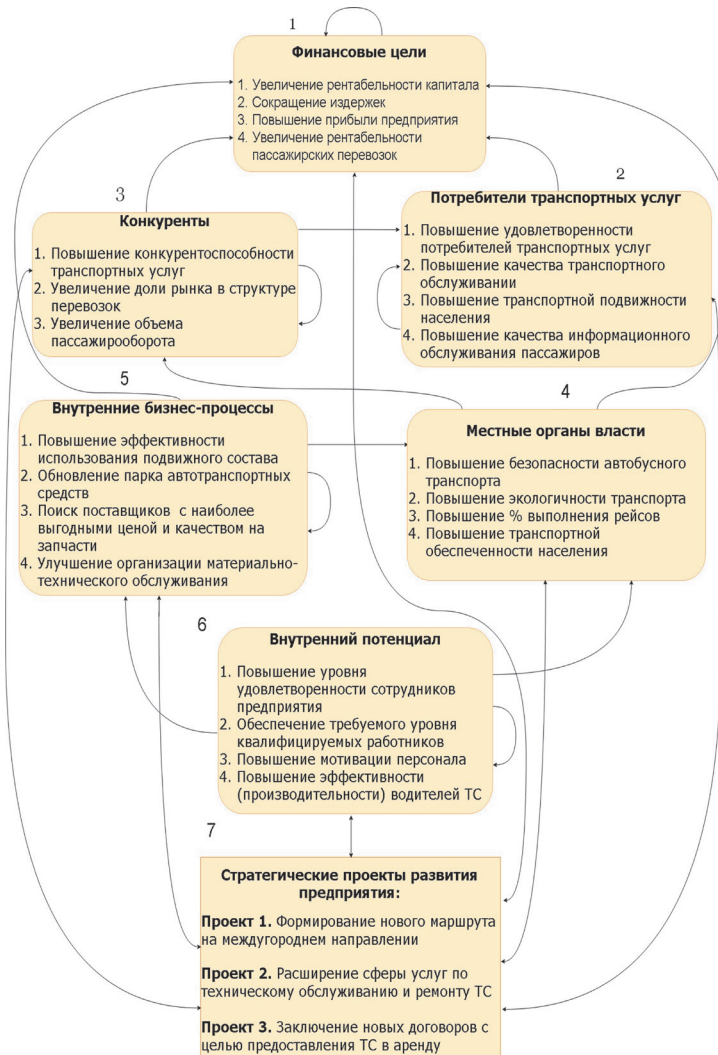 1
Финансовые цели
1. Увеличение рентабельности капитала
2. Сокращение издержек
3. Повышение прибыли предприятия
4. Увеличение рентабельности
пассажирских перевозок
3
Конкуренты
1. Повышение конкурентоспособности
транспортных услуг
2. Увеличение доли рынка в структуре
перевозок
3. Увеличение объема
пассажирооборота
2
Потребители транспортных услуг
1. Повышение удовлетворенности
потребителей транспортных услуг
2. Повышение качества транспортного
обслуживании
3. Повышение транспортной подвижности
населения
4. Повышение качества информационного
обслуживания пассажиров
5
Внутренние бизнес-процессы
1. Повышение эффективности
использования подвижного состава
2. Обновление парка автотранспортных
средств
3. Поиск поставщиков с наиболее
выгодными ценой и качеством на
запчасти
4. Улучшение организации материально-
технического обслуживания
4
Местные органы власти
1. Повышение безопасности автобусного
транспорта
2. Повышение экологичности транспорта
3. Повышение % выполнения рейсов
4. Повышение транспортной
обеспеченности населения
6
Внутренний потенциал
1. Повышение уровня
удовлетворенности сотрудников
предприятия
2. Обеспечение требуемого уровня
квалифицируемых работников
3. Повышение мотивации персонала
4. Повышение эффективности
(производительности) водителей ТС
7
Стратегические проекты развития
предприятия:
Проект 1. Формирование нового маршрута
на междугороднем направлении
Проект 2. Расширение сферы услуг по
техническому обслуживанию и ремонту ТС
Проект 3. Заключение новых договоров с
целью предоставления ТС в аренду